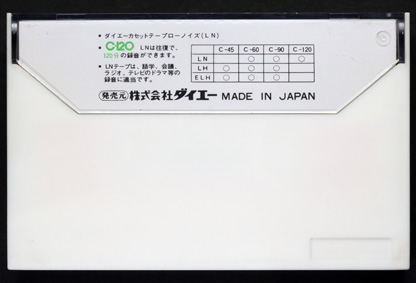 • ダイエーカセットテープローノイズ(LN)
• C-120 LNは往復で、
120分の録音ができます。
• LNテープは、語学、会議、
ラジオ、テレビのドラマ等の
録音に適当です。
C-45 C-60 C-90 C-120
LN ○ ○ ○
LH ○ ○ ○
ELH ○ ○ ○
発売元 株式会社ダイエー MADE IN JAPAN